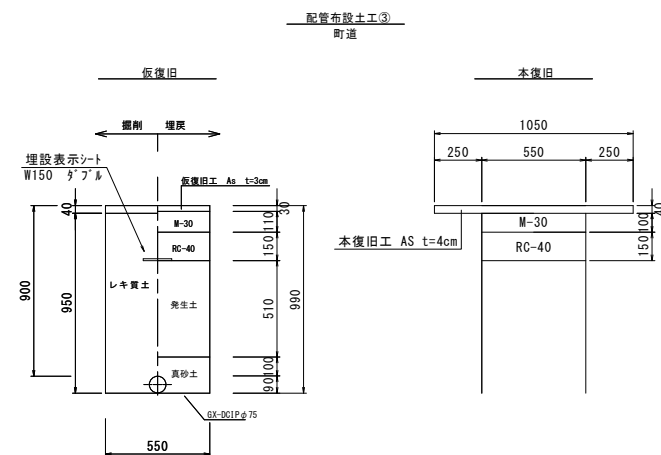 配管布設土工③
町道
仮復旧
本復旧
掘削 埋戻
埋設表示シート
W150 ダブル
仮復旧工 As t=3cm
40
30
M-30
110
RC-40
150
レキ質土
900
950
発生土
510
990
真砂土
100
90
GX-DCIPφ75
550
1050
250 550 250
40
M-30
100
本復旧工 AS t=4cm
RC-40
150